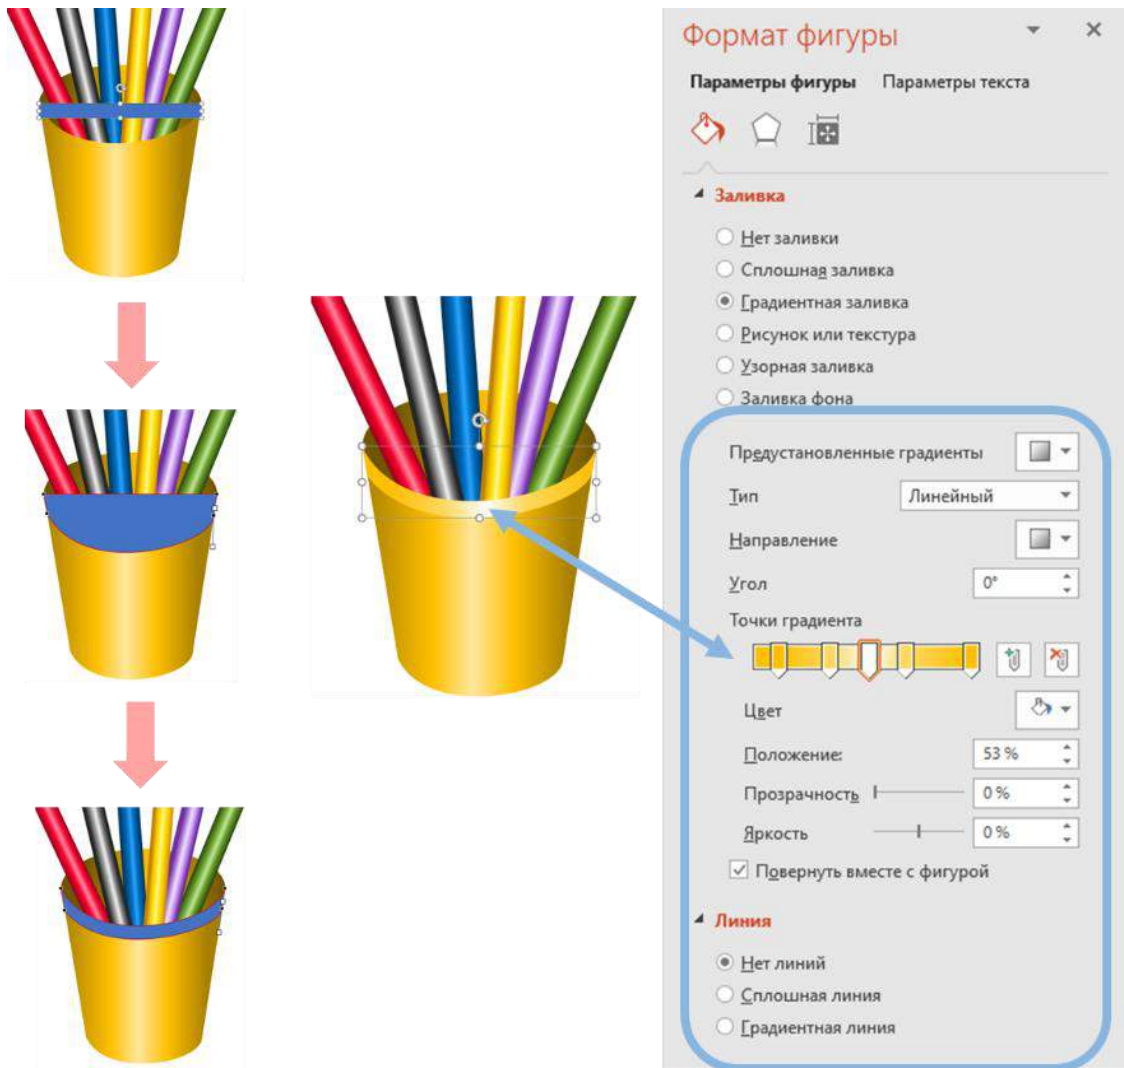 Формат фигуры
Параметры фигуры Параметры текста
Заливка
Нет заливки
Сплошная заливка
Градиентная заливка
Рисунок или текстура
Узорная заливка
Заливка фона
Предустановленные градиенты
Тип Линейный
Направление
Угол 0°
Точки градиента
Цвет
Положение: 53 %
Прозрачность 0 %
Яркость 0 %
Повернуть вместе с фигурой
Линия
Нет линий
Сплошная линия
Градиентная линия